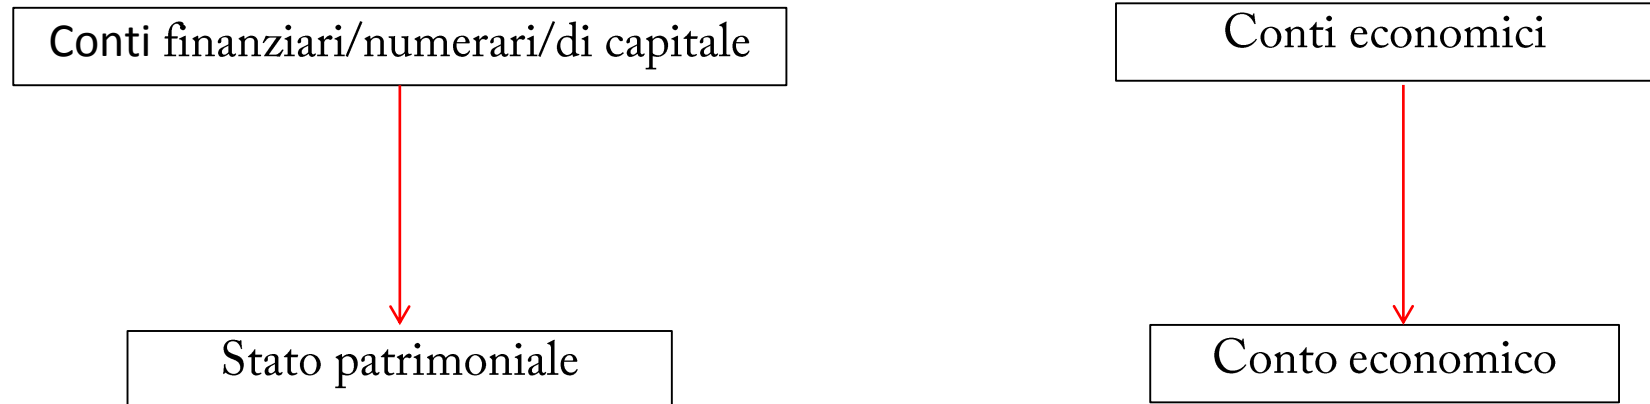 Conti finanziari/numerari/di capitale
Conti economici
Stato patrimoniale
Conto economico